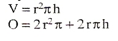 V = r²πh
O = 2r²π + 2rπh